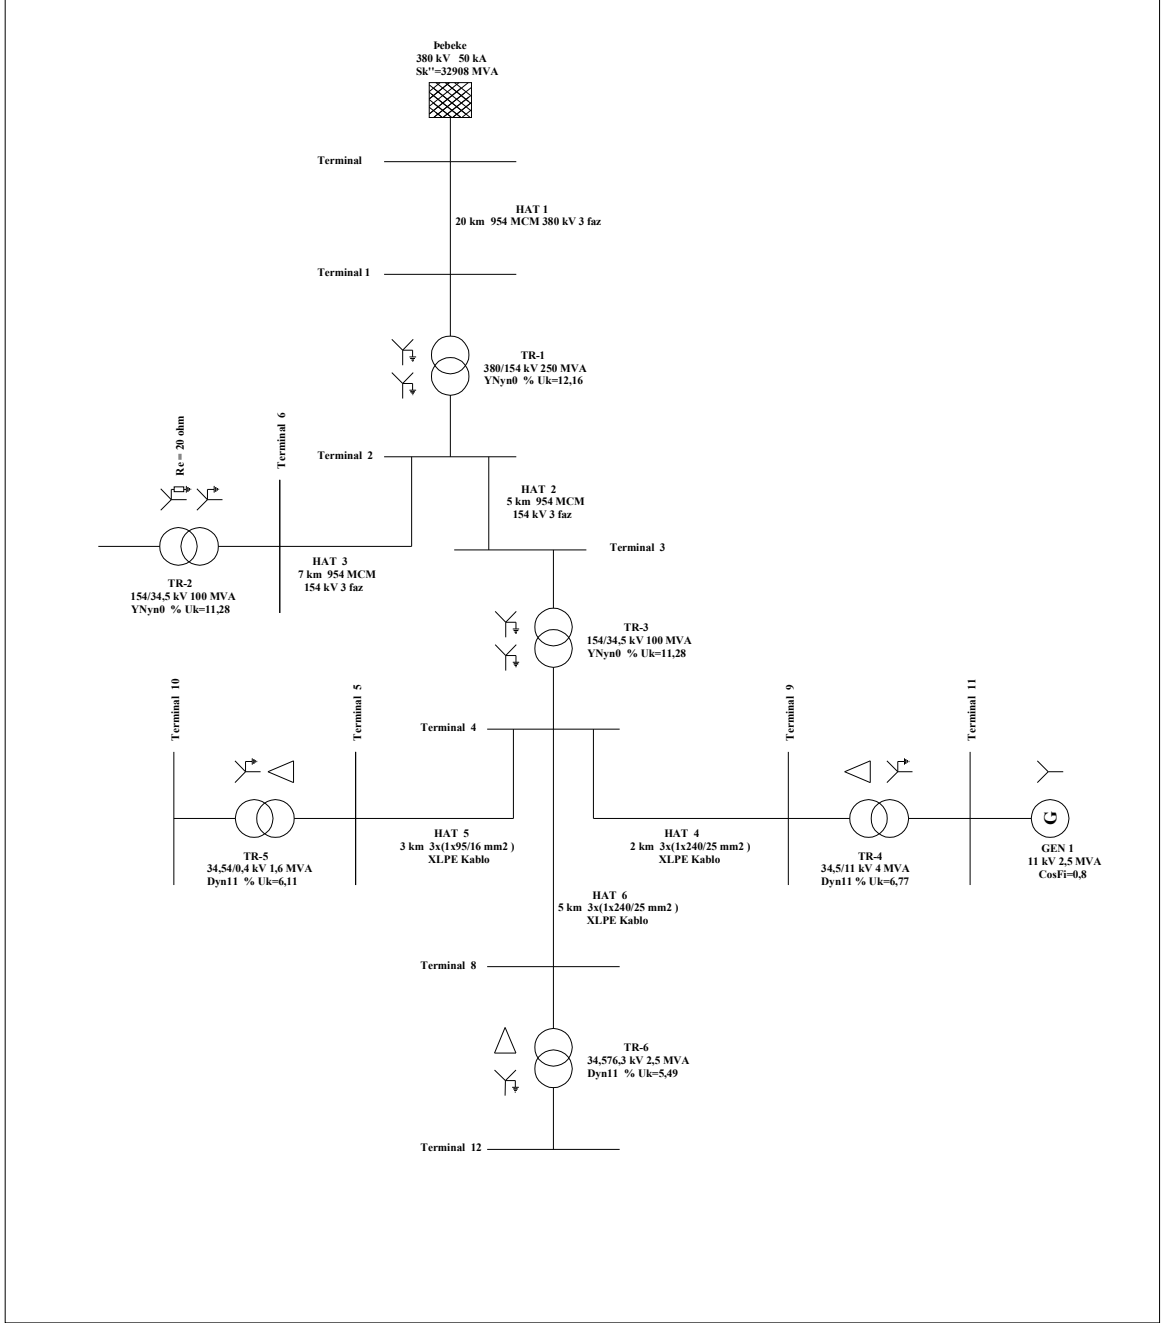 Þebeke
380 kV 50 kA
Sk''=32908 MVA
Terminal
HAT 1
20 km 954 MCM 380 kV 3 faz
Terminal 1
TR-1
380/154 kV 250 MVA
YNyn0 % Uk=12,16
Re = 20 ohm
Terminal 6
Terminal 2
HAT 2
5 km 954 MCM
154 kV 3 faz
Terminal 3
HAT 3
7 km 954 MCM
154 kV 3 faz
TR-2
154/34,5 kV 100 MVA
YNyn0 % Uk=11,28
TR-3
154/34,5 kV 100 MVA
YNyn0 % Uk=11,28
Terminal 10
Terminal 5
Terminal 4
Terminal 9
Terminal 11
HAT 5
3 km 3x(1x95/16 mm2 )
XLPE Kablo
HAT 4
2 km 3x(1x240/25 mm2 )
XLPE Kablo
G
GEN 1
11 kV 2,5 MVA
CosFi=0,8
TR-5
34,54/0,4 kV 1,6 MVA
Dyn11 % Uk=6,11
TR-4
34,5/11 kV 4 MVA
Dyn11 % Uk=6,77
HAT 6
5 km 3x(1x240/25 mm2 )
XLPE Kablo
Terminal 8
TR-6
34,576,3 kV 2,5 MVA
Dyn11 % Uk=5,49
Terminal 12